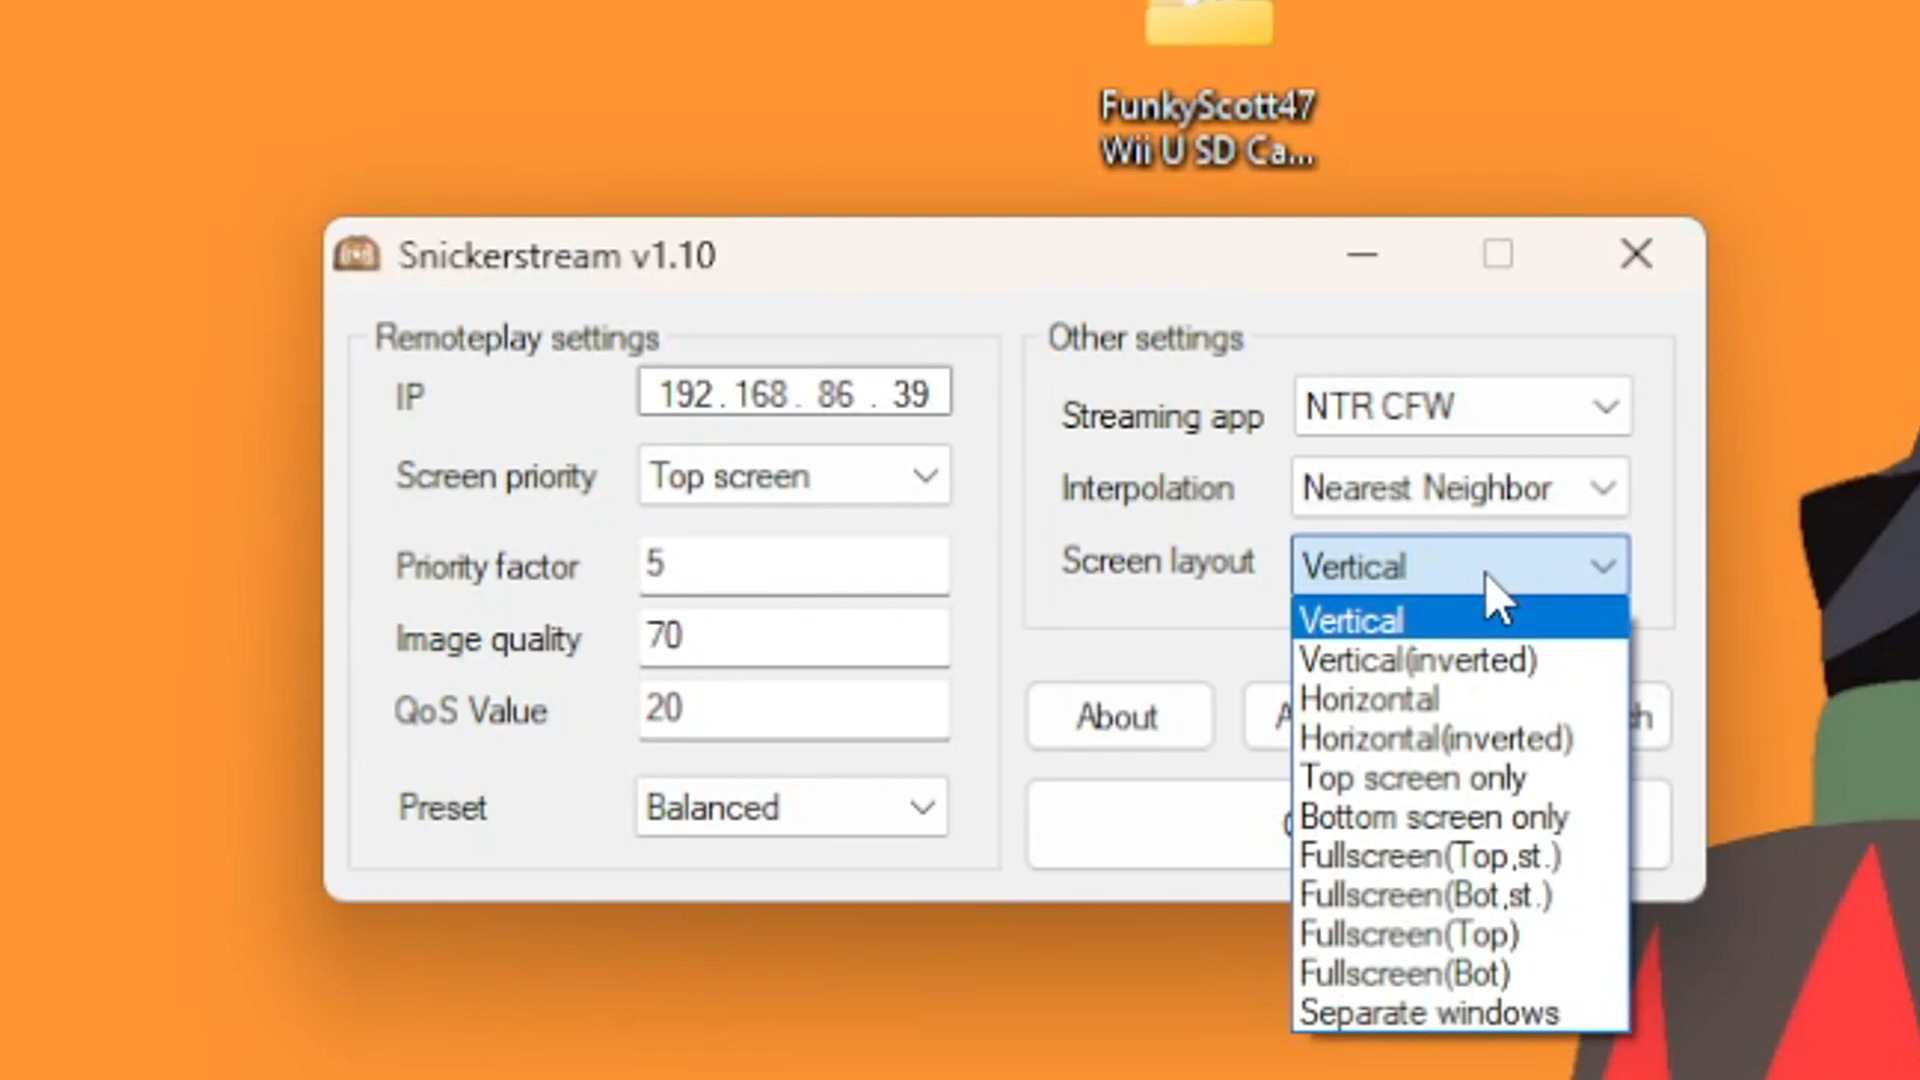 FunkyScott47
Wii U SD Ca...
Snickerstream v1.10
Remoteplay settings
IP
192.168.86.39
Screen priority
Top screen
Priority factor
5
Image quality
70
QoS Value
20
Preset
Balanced
Other settings
Streaming app
NTR CFW
Interpolation
Nearest Neighbor
Screen layout
Vertical
Vertical
Vertical(inverted)
Horizontal
Horizontal(inverted)
Top screen only
Bottom screen only
Fullscreen(Top,st.)
Fullscreen(Bot,st.)
Fullscreen(Top)
Fullscreen(Bot)
Separate windows
About